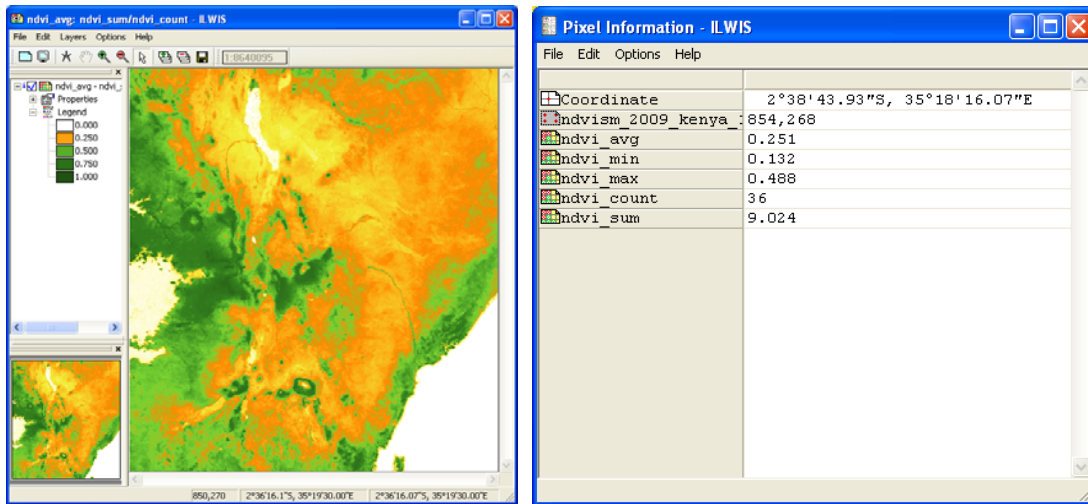 ndvi_avg: ndvi_sum/ndvi_count - ILWIS
File Edit Layers Options Help
1:8640095
ndvi_avg - ndvi_:
Properties
Legend
0.000
0.250
0.500
0.750
1.000
850,270 2°36'16.1"S, 35°19'30.00"E 2°36'16.07"S, 35°19'30.00"E
Pixel Information - ILWIS
File Edit Options Help
Coordinate 2°38'43.93"S, 35°18'16.07"E
ndvism_2009_kenya_1 854,268
ndvi_avg 0.251
ndvi_min 0.132
ndvi_max 0.488
ndvi_count 36
ndvi_sum 9.024